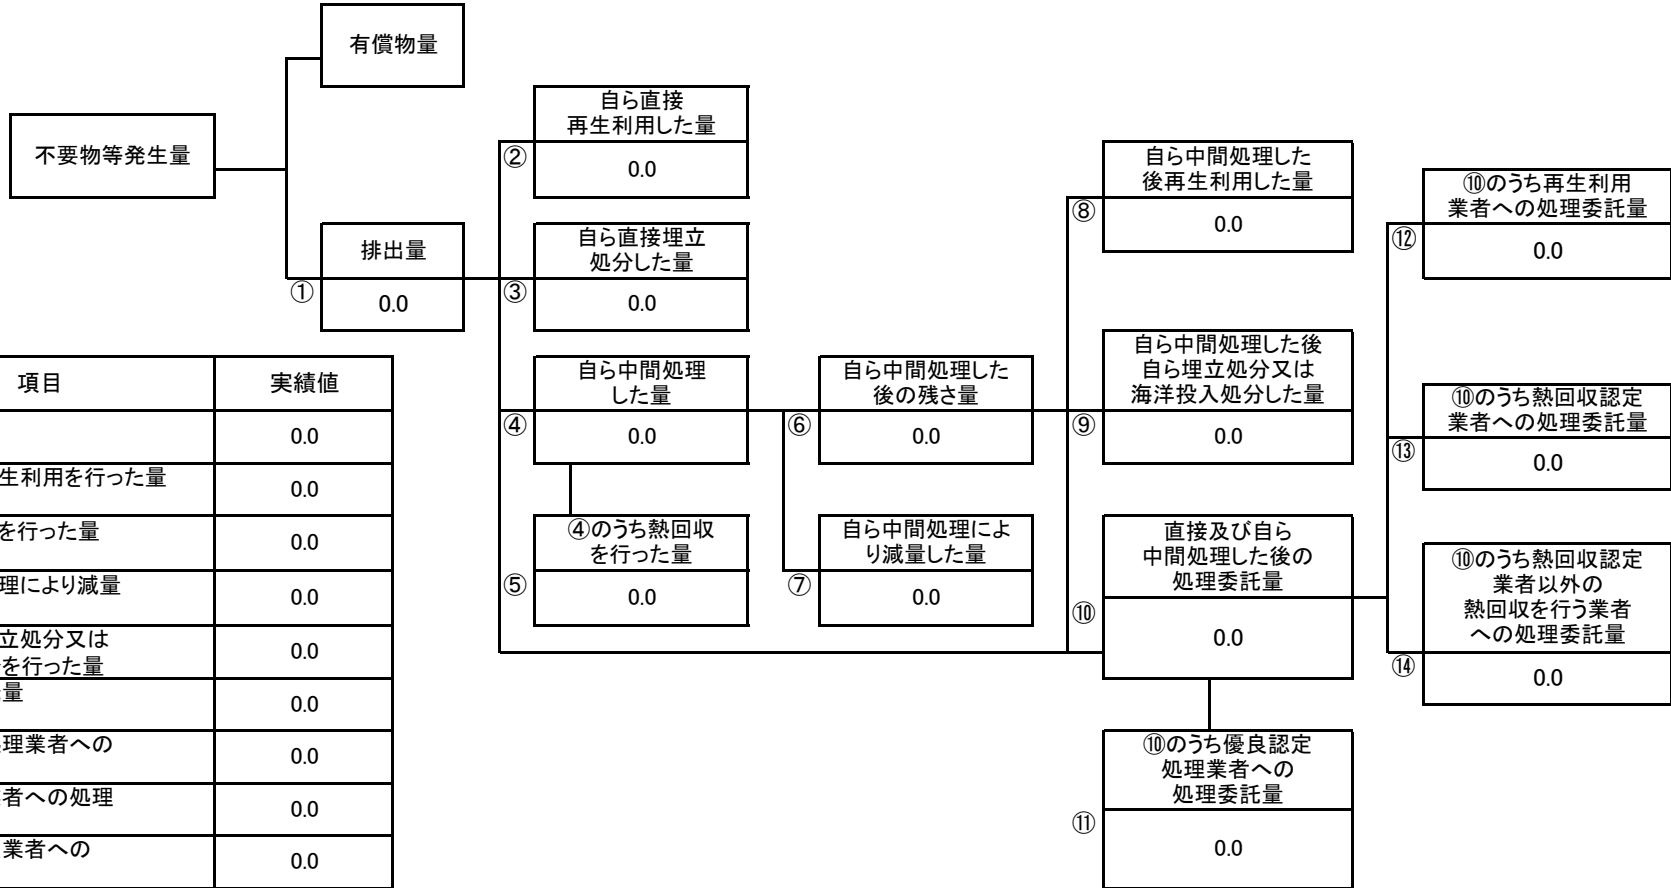 有償物量
不要物等発生量
排出量
①
0.0
自ら直接
再生利用した量
②
0.0
自ら直接埋立
処分した量
③
0.0
自ら中間処理
した量
④
0.0
④のうち熱回収
を行った量
⑤
0.0
自ら中間処理した
後の残さ量
⑥
0.0
自ら中間処理によ
り減量した量
⑦
0.0
自ら中間処理した
後再生利用した量
⑧
0.0
自ら中間処理した後
自ら埋立処分又は
海洋投入処分した量
⑨
0.0
直接及び自ら
中間処理した後の
処理委託量
⑩
0.0
⑩のうち優良認定
処理業者への
処理委託量
⑪
0.0
⑩のうち再生利用
業者への処理委託量
⑫
0.0
⑩のうち熱回収認定
業者への処理委託量
⑬
0.0
⑩のうち熱回収認定
業者以外の
熱回収を行う業者
への処理委託量
⑭
0.0
項目 実績値
0.0
生利用を行った量 0.0
を行った量 0.0
理により減量 0.0
立処分又は
を行った量 0.0
量 0.0
理業者への 0.0
者への処理 0.0
業者への 0.0